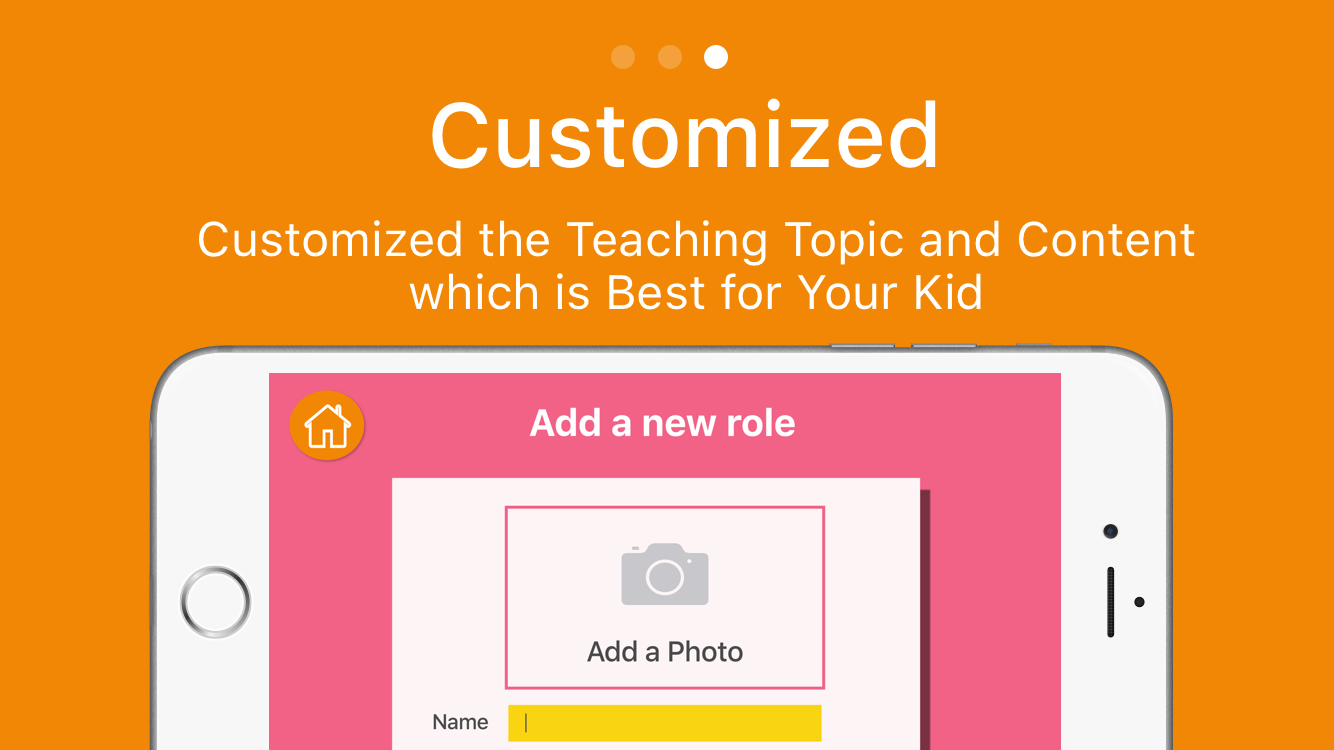 Customized
Customized the Teaching Topic and Content
which is Best for Your Kid
Add a new role
Add a Photo
Name